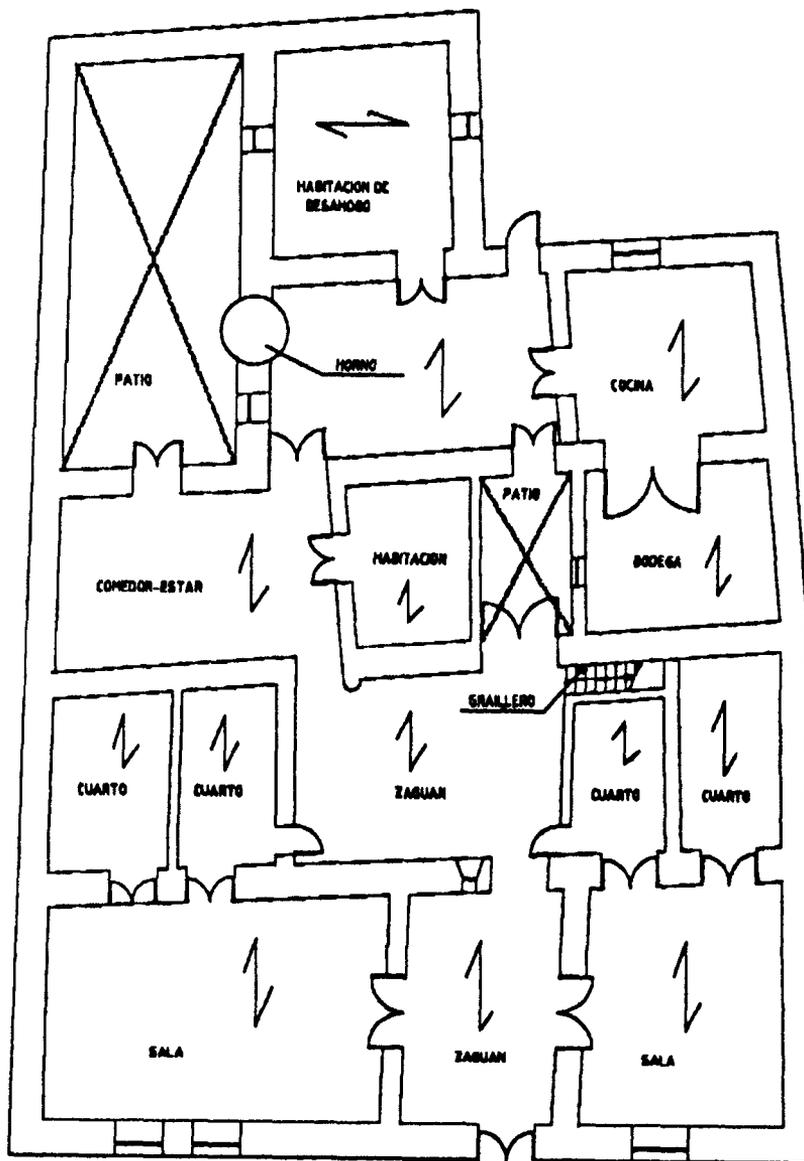 HABITACION DE
DESAHOGO
HORNO
PATIO
COCINA
PATIO
HABITACION
BODEGA
COMEDOR-ESTAR
GRAILLERO
CUARTO
CUARTO
ZAGUAN
CUARTO
CUARTO
SALA
ZAGUAN
SALA